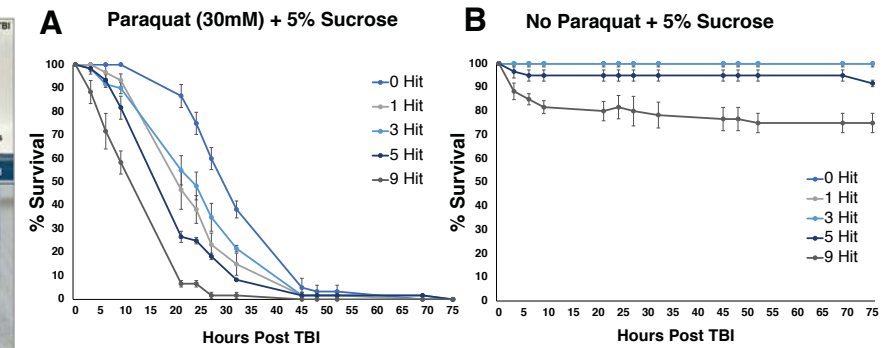 TBI
A
Paraquat (30mM) + 5% Sucrose
100
90
80
70
60
50
40
30
20
10
0
% Survival
0 Hit
1 Hit
3 Hit
5 Hit
9 Hit
0 5 10 15 20 25 30 35 40 45 50 55 60 65 70 75
Hours Post TBI
B
No Paraquat + 5% Sucrose
100
90
80
70
60
50
40
30
20
10
0
% Survival
0 Hit
1 Hit
3 Hit
5 Hit
9 Hit
0 5 10 15 20 25 30 35 40 45 50 55 60 65 70 75
Hours Post TBI